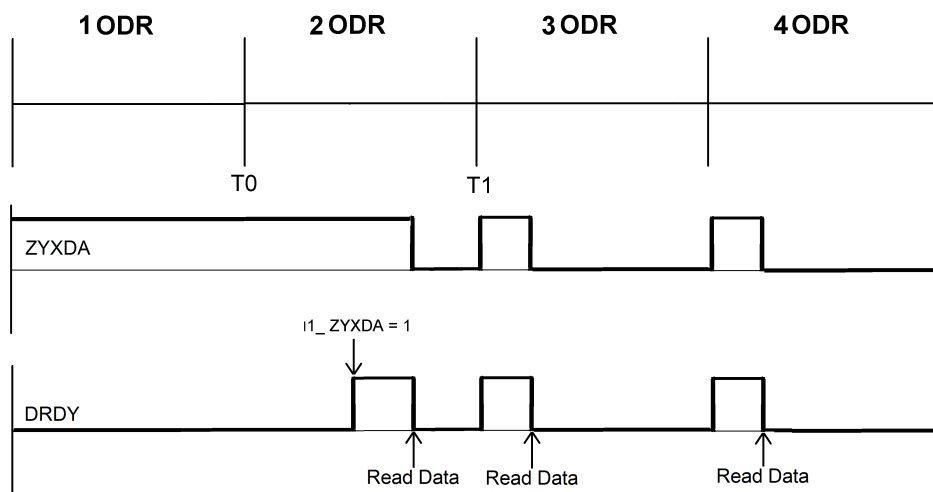 1 ODR 2 ODR 3 ODR 4 ODR
T0 T1
ZYXDA
I1_ ZYXDA = 1
DRDY
Read Data Read Data Read Data